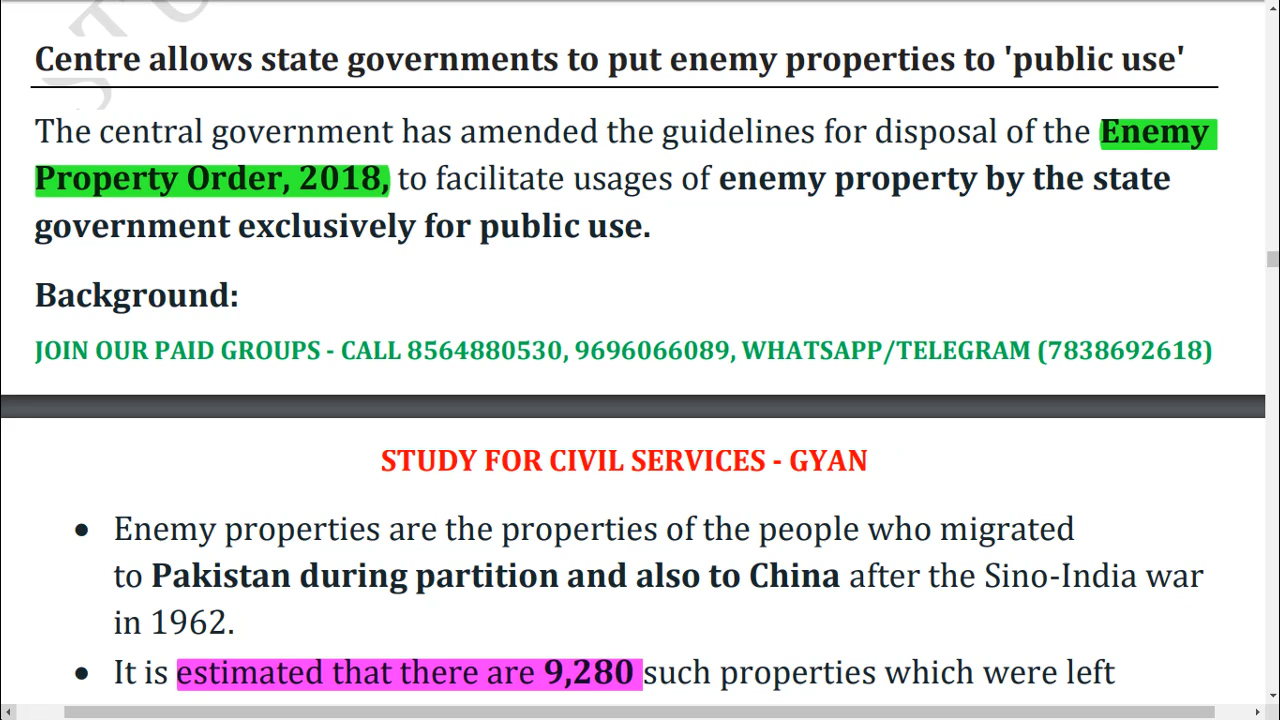 Centre allows state governments to put enemy properties to 'public use'
The central government has amended the guidelines for disposal of the Enemy
Property Order, 2018, to facilitate usages of enemy property by the state
government exclusively for public use.
Background:
JOIN OUR PAID GROUPS - CALL 8564880530, 9696066089, WHATSAPP/TELEGRAM (7838692618)
STUDY FOR CIVIL SERVICES - GYAN
• Enemy properties are the properties of the people who migrated
to Pakistan during partition and also to China after the Sino-India war
in 1962.
• It is estimated that there are 9,280 such properties which were left